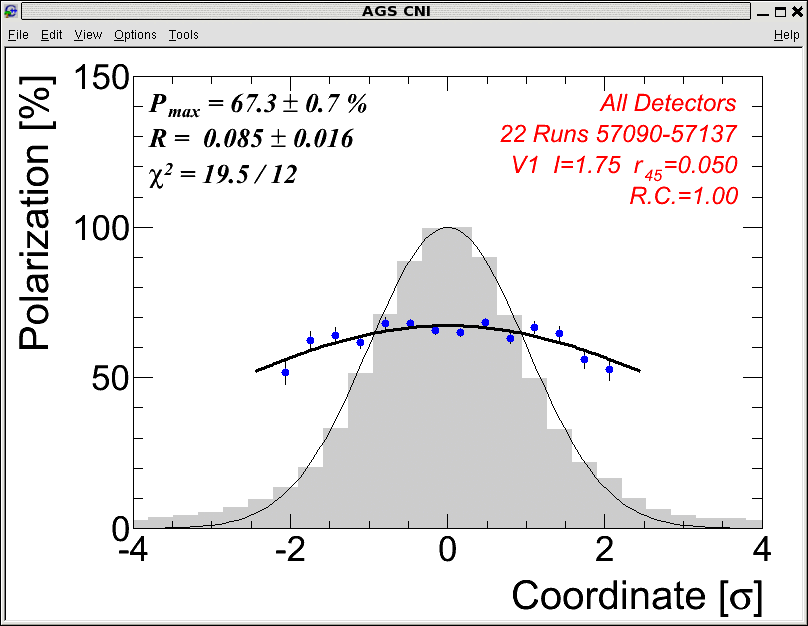 AGS CNI
File Edit View Options Tools Help
150
100
50
0
Polarization [%]
P_max = 67.3 ± 0.7 %
R = 0.085 ± 0.016
χ² = 19.5 / 12
All Detectors
22 Runs 57090-57137
V1 I=1.75 r_45=0.050
R.C.=1.00
-4 -2 0 2 4
Coordinate [σ]